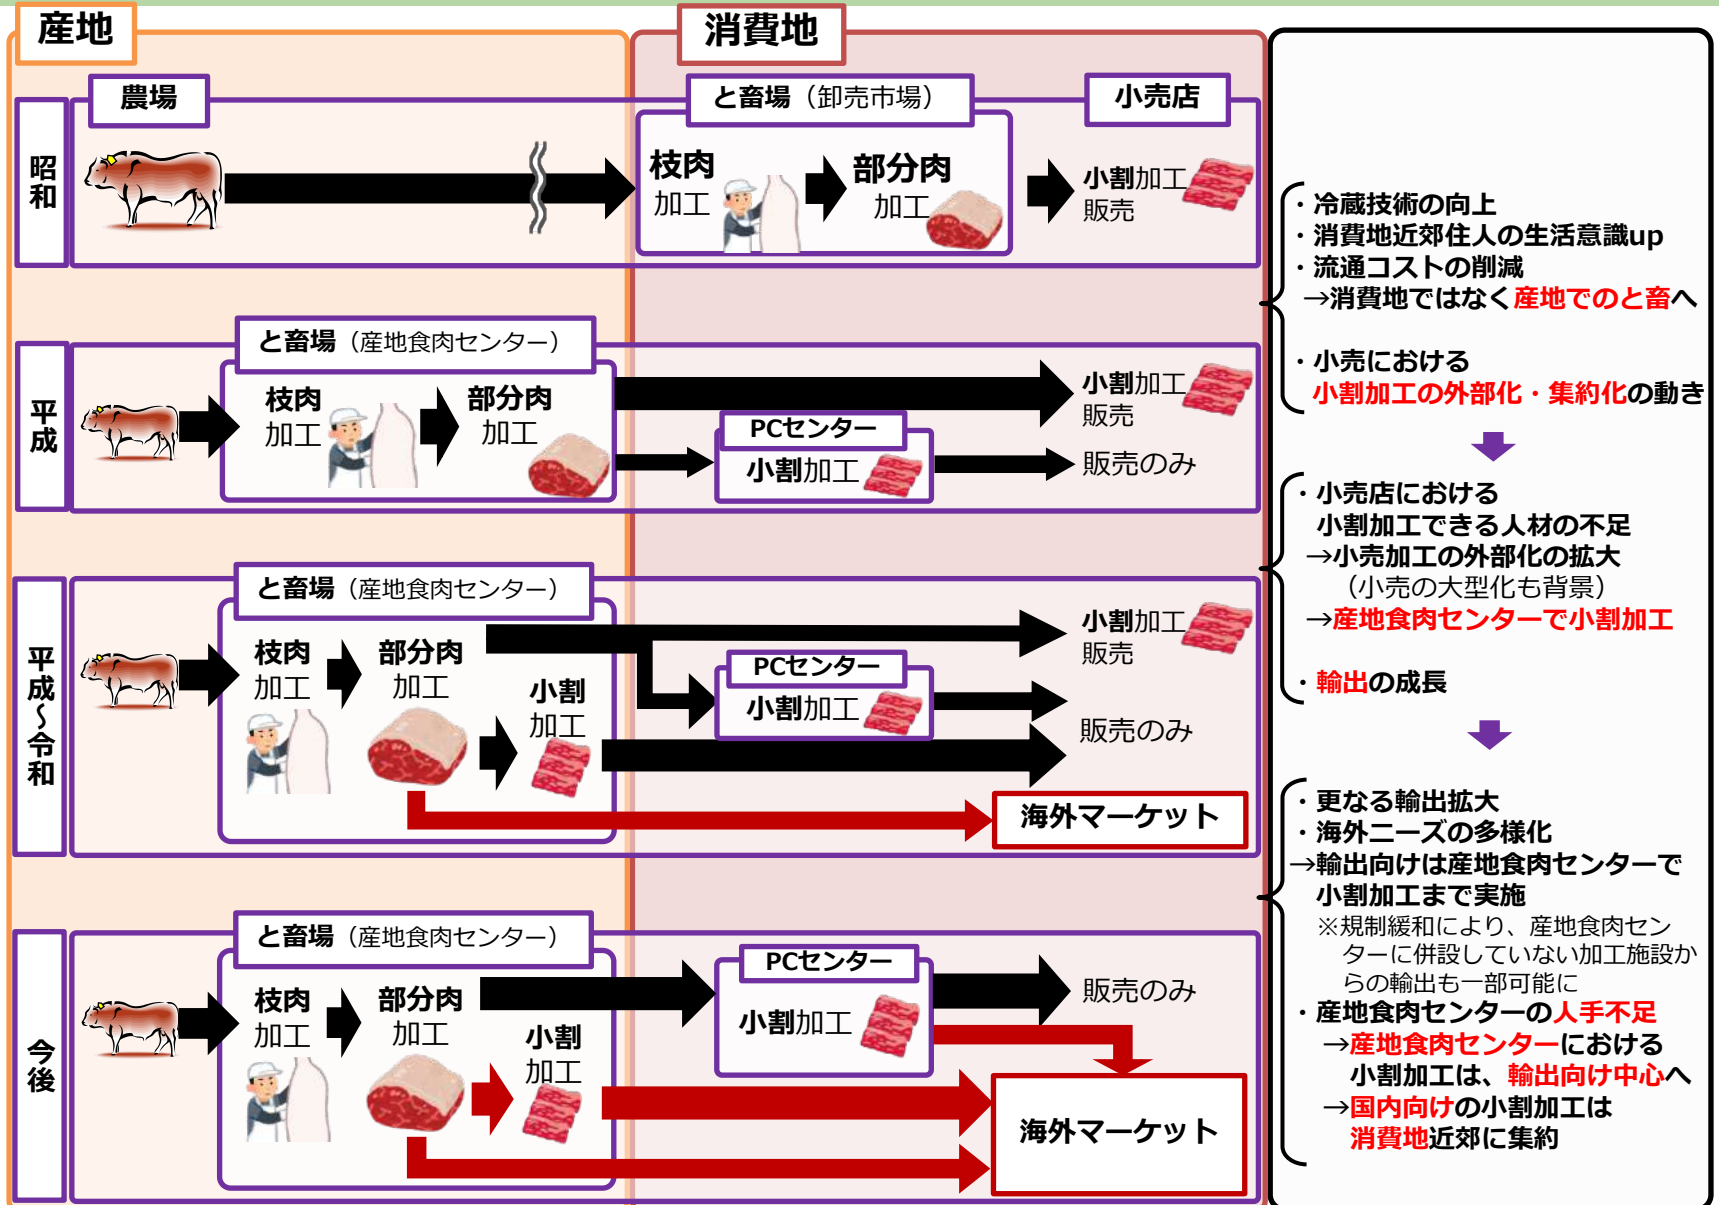 産地
消費地
昭和
農場
と畜場（卸売市場）
小売店
枝肉
加工
部分肉
加工
小割加工
販売
平成
と畜場（産地食肉センター）
枝肉
加工
部分肉
加工
小割加工
販売
PCセンター
小割加工
販売のみ
平成～令和
と畜場（産地食肉センター）
枝肉
加工
部分肉
加工
小割
加工
小割加工
販売
PCセンター
小割加工
販売のみ
海外マーケット
今後
と畜場（産地食肉センター）
枝肉
加工
部分肉
加工
小割
加工
PCセンター
小割加工
販売のみ
海外マーケット
・冷蔵技術の向上
・消費地近郊住人の生活意識up
・流通コストの削減
→消費地ではなく産地でのと畜へ
・小売における
小割加工の外部化・集約化の動き
・小売店における
小割加工できる人材の不足
→小売加工の外部化の拡大
（小売の大型化も背景）
→産地食肉センターで小割加工
・輸出の成長
・更なる輸出拡大
・海外ニーズの多様化
→輸出向けは産地食肉センターで
小割加工まで実施
※規制緩和により、産地食肉セン
ターに併設していない加工施設か
らの輸出も一部可能に
・産地食肉センターの人手不足
→産地食肉センターにおける
小割加工は、輸出向け中心へ
→国内向けの小割加工は
消費地近郊に集約